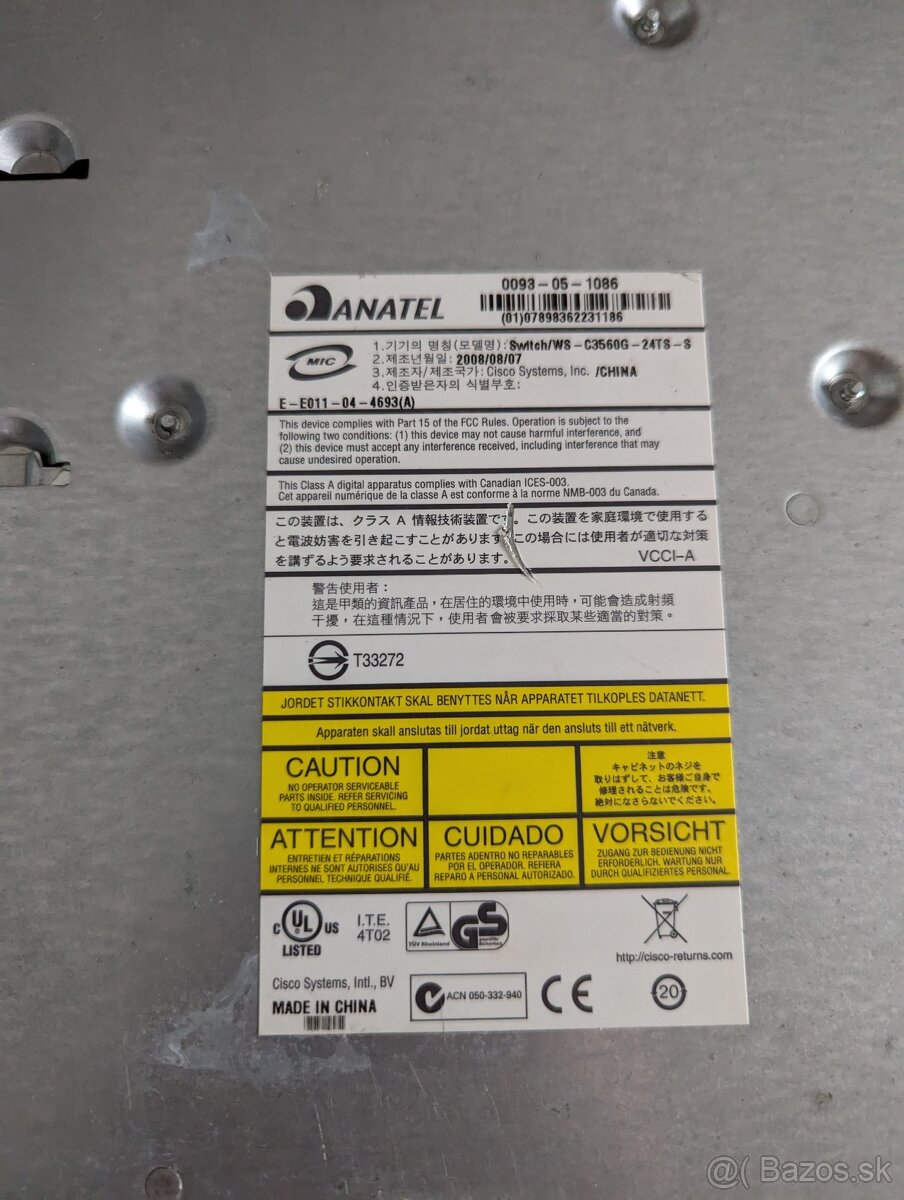 ANATEL
0093-05-1086
(01)07898362231186
MIC
1.기기의 명칭(모델명): Switch/WS-C3560G-24TS-S
2.제조년월일: 2008/08/07
3.제조자/제조국가: Cisco Systems, Inc. /CHINA
4.인증받은자의 식별부호:
E-E011-04-4693(A)
This device complies with Part 15 of the FCC Rules. Operation is subject to the
following two conditions: (1) this device may not cause harmful interference, and
(2) this device must accept any interference received, including interference that may
cause undesired operation.
This Class A digital apparatus complies with Canadian ICES-003.
Cet appareil numérique de la classe A est conforme à la norme NMB-003 du Canada.
この装置は、クラス A 情報技術装置です。この装置を家庭環境で使用する
と電波妨害を引き起こすことがあります。この場合には使用者が適切な対策
を講ずるよう要求されることがあります。 VCCI-A
警告使用者：
這是甲類的資訊產品，在居住的環境中使用時，可能會造成射頻
干擾，在這種情況下，使用者會被要求採取某些適當的對策。
T33272
JORDET STIKKONTAKT SKAL BENYTTES NÅR APPARATET TILKOPLES DATANETT.
Apparaten skall anslutas till jordat uttag när den ansluts till ett nätverk.
CAUTION
NO OPERATOR SERVICEABLE
PARTS INSIDE. REFER SERVICING
TO QUALIFIED PERSONNEL.
注意
キャビネットのネジを
取りはずして、お客様ご自身で
修理されることは危険です。
絶対になさらないでください。
ATTENTION
ENTRETIEN ET RÉPARATIONS
INTERNES NE SONT AUTORISÉS QU'AU
PERSONNEL TECHNIQUE QUALIFIÉ.
CUIDADO
PARTES ADENTRO NO REPARABLES
POR EL OPERADOR, REFIERA
REPARO A PERSONAL AUTORIZADO.
VORSICHT
ZUGANG ZUR BEDIENUNG NICHT
ERFORDERLICH, WARTUNG NUR
DURCH QUALIFIZIERTES PERSONAL.
C UL US
LISTED
I.T.E.
4T02
TÜV Rheinland
GS
geprüfte
Sicherheit
http://cisco-returns.com
Cisco Systems, Intl., BV
MADE IN CHINA
ACN 050-332-940
CE
20
@( Bazos.sk